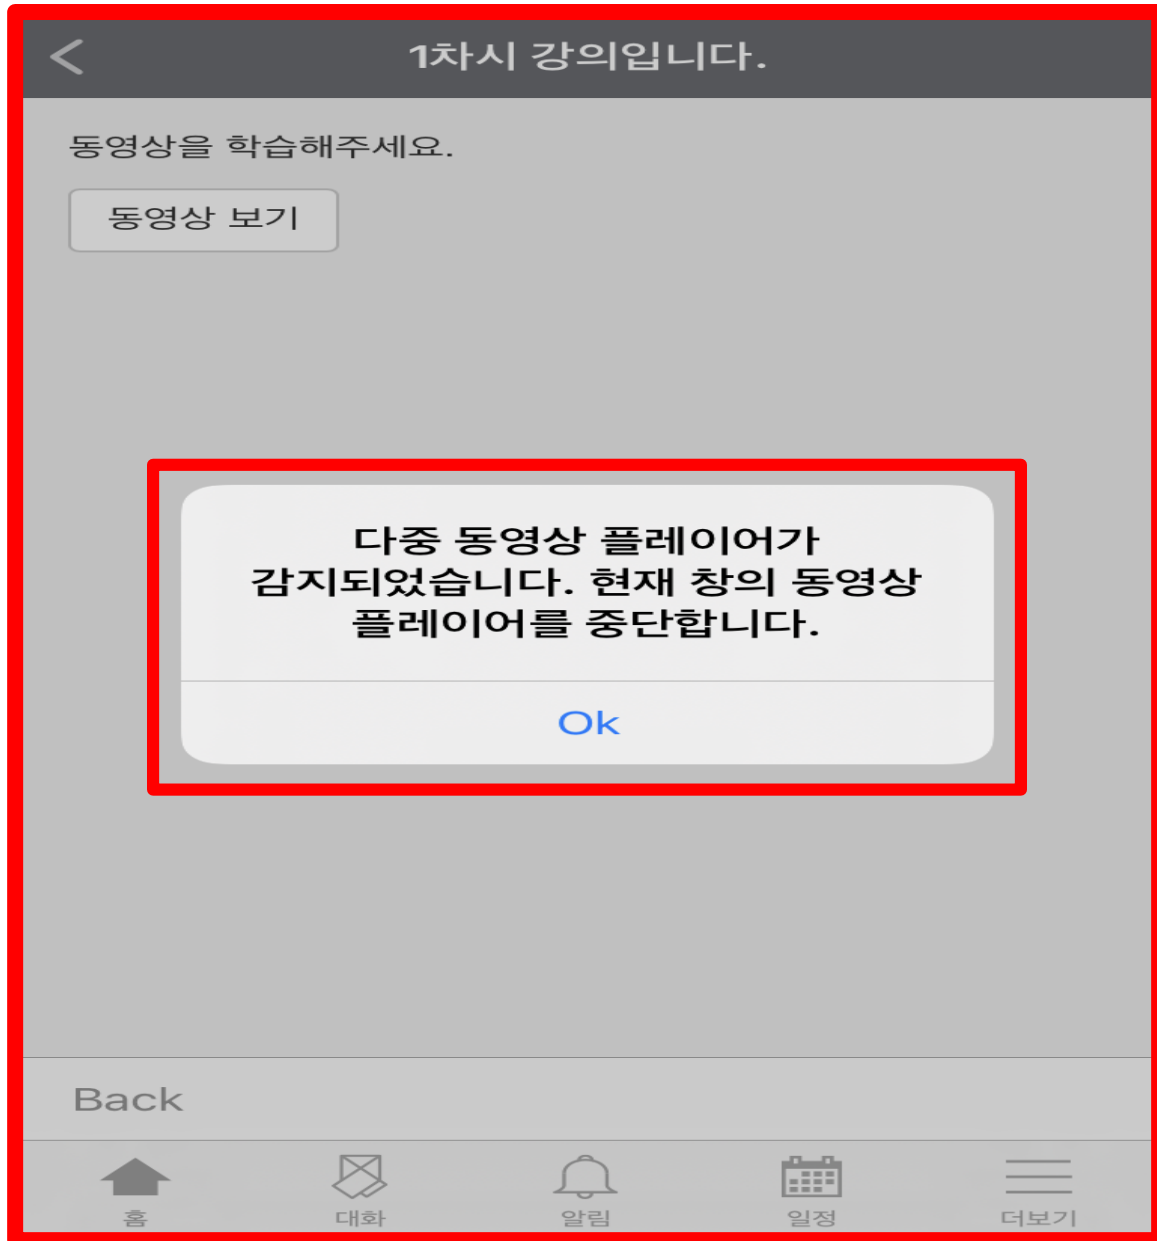 1차시 강의입니다.
동영상을 학습해주세요.
동영상 보기
다중 동영상 플레이어가
감지되었습니다. 현재 창의 동영상
플레이어를 중단합니다.
Ok
Back
홈 대화 알림 일정 더보기